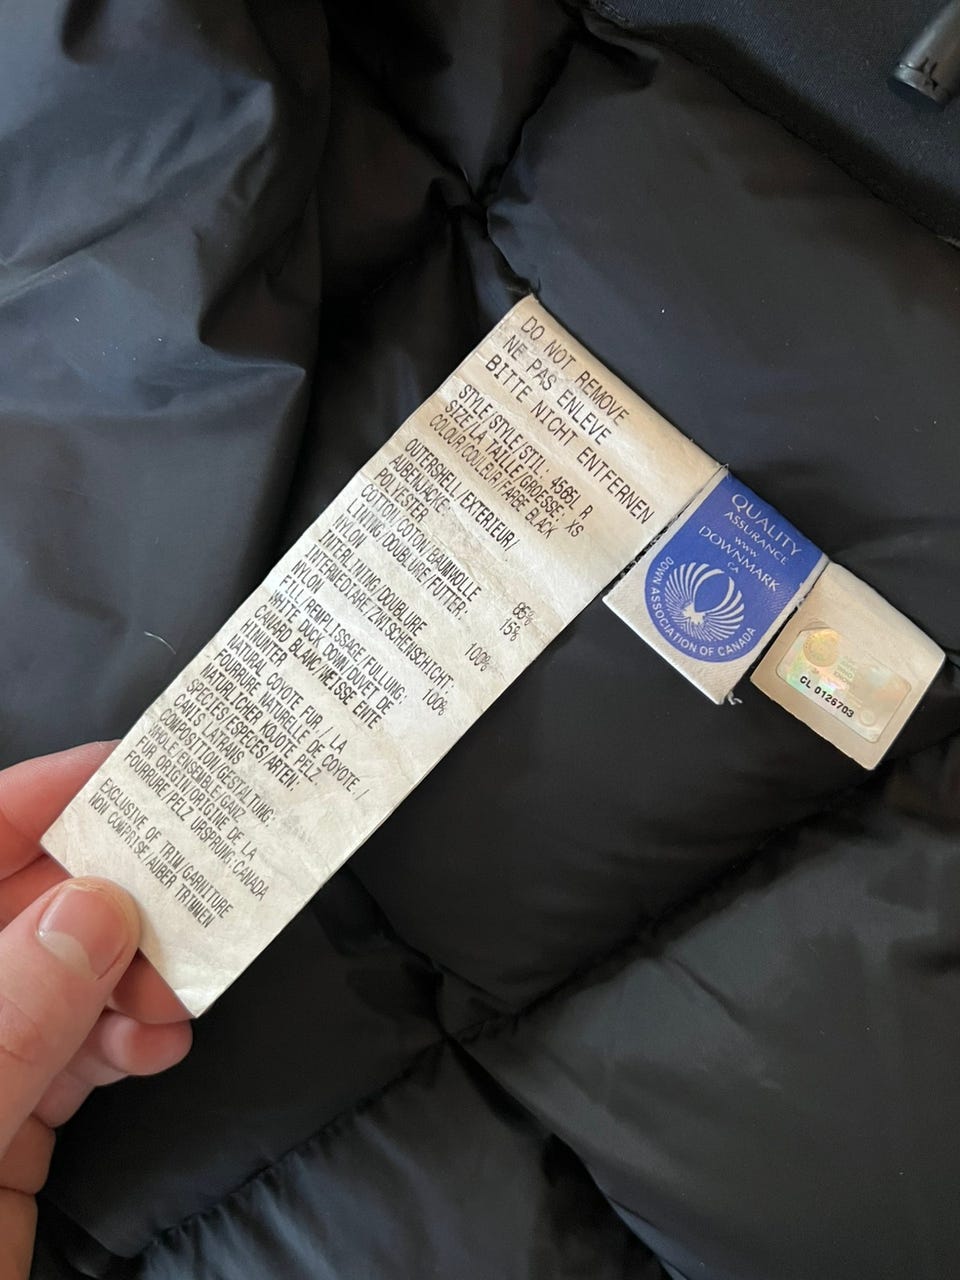 DO NOT REMOVE
NE PAS ENLEVE
BITTE NICHT ENTFERNEN
STYLE/STYLE/STIL: 4565L R
SIZE/LA TAILLE/GROESSE: XS
COLOUR/COULEUR/FARBE BLACK
OUTERSHELL/EXTERIEUR/
AUBENJACKE
POLYESTER 85%
COTTON/COTTON/BAUMWOLLE 15%
LINING/DOUBLURE/FUTTER:
NYLON 100%
INTERLINING/DOUBLURE
INTERMEDIARE/ZWISCHENSCHICHT:
NYLON 100%
FILL/REMPLISSAGE/FULLUNG:
WHITE DUCK DOWN/DUVET DE
CANARD BLANC/WEISSE ENTE
HINUNTER
NATURAL COYOTE FUR / LA
FOURRURE NATURELLE DE COYOTE //
NATURLICHER KOJOTE PELZ
SPECIES/ESPECES/ARTEN:
CANIS LATRANS
COMPOSITION/GESTALTUNG:
WHOLE/ENSEMBLE/GANZ
FUR ORIGIN/ORIGINE DE LA
FOURRURE/PELZ URSPRUNG:CANADA
EXCLUSIVE OF TRIM/GARNITURE
NON COMPRISE/AUBER TRIMMEN
QUALITY
ASSURANCE
www
DOWNMARK
CA
DOWN ASSOCIATION OF CANADA
CL 0126703